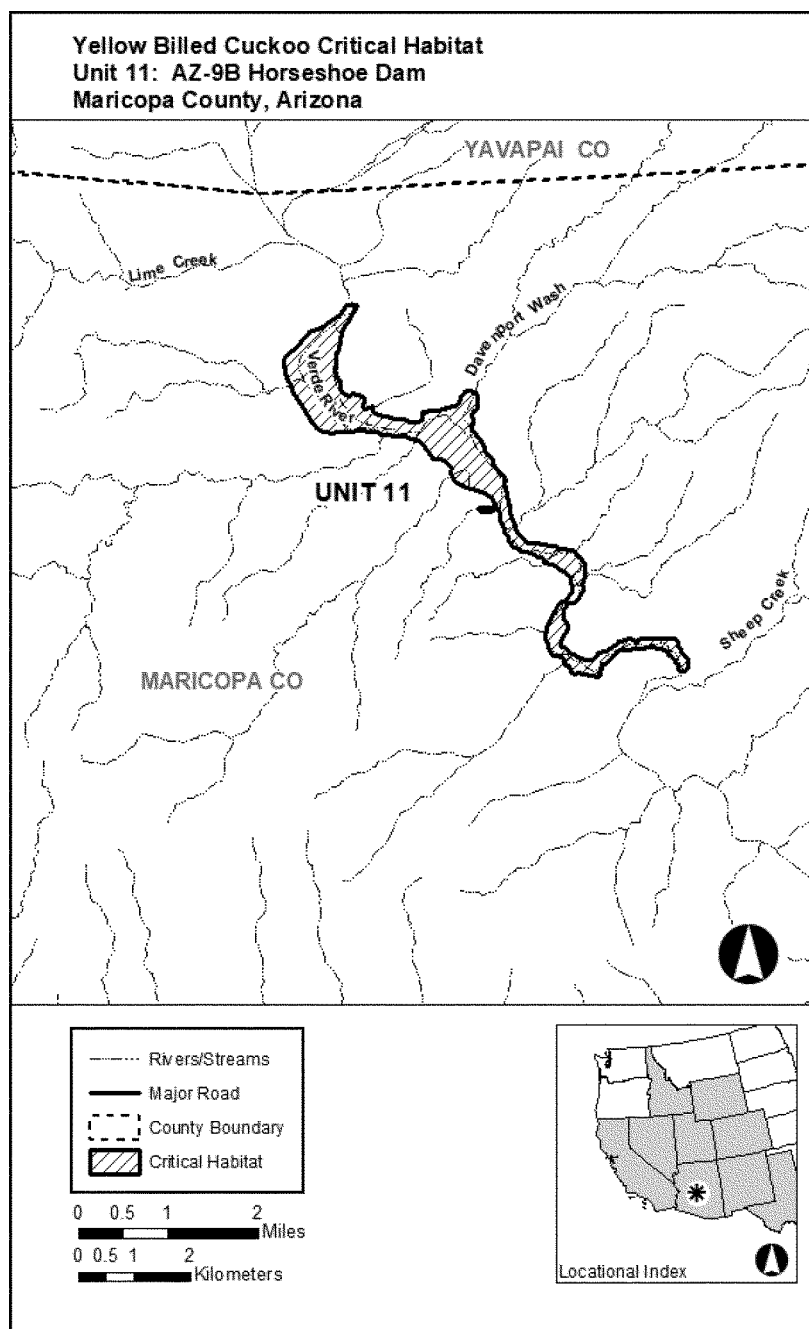 Yellow Billed Cuckoo Critical Habitat
Unit 11: AZ-9B Horseshoe Dam
Maricopa County, Arizona
YAVAPAI CO
Lime Creek
Davenport Wash
Verde River
UNIT 11
Sheep Creek
MARICOPA CO
Rivers/Streams
Major Road
County Boundary
Critical Habitat
0 0.5 1 2
Miles
0 0.5 1 2
Kilometers
Locational Index